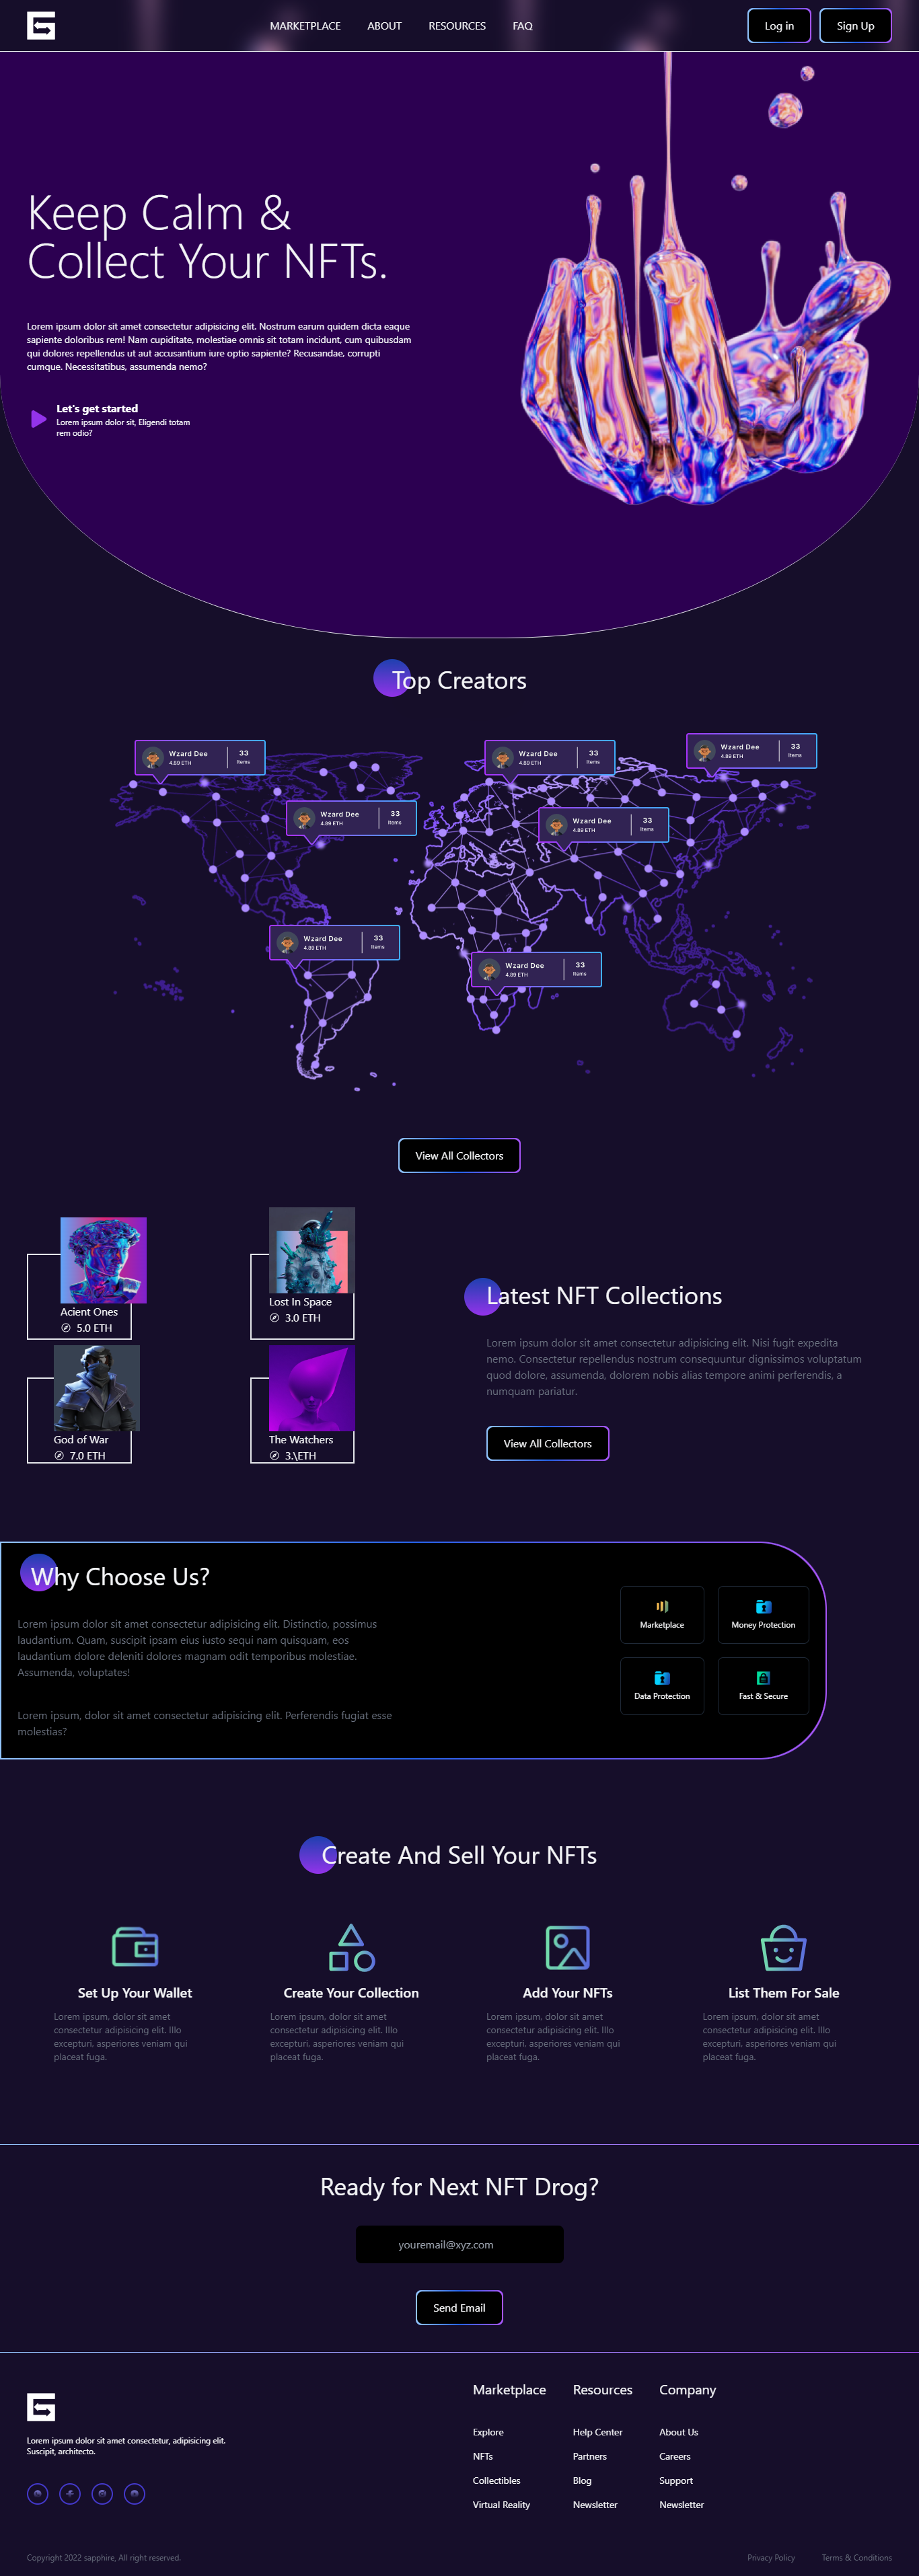 MARKETPLACE ABOUT RESOURCES FAQ Log in Sign Up
Keep Calm &
Collect Your NFTs.
Lorem ipsum dolor sit amet consectetur adipisicing elit. Nostrum earum quidem dicta eaque
sapiente doloribus rem! Nam cupiditate, molestiae omnis sit totam incidunt, cum quibusdam
qui dolores repellendus ut aut accusantium iure optio sapiente? Recusandae, corrupti
cumque. Necessitatibus, assumenda nemo?
Let's get started
Lorem ipsum dolor sit, Eligendi totam
rem odio?
Top Creators
Wzard Dee 33
4.89 ETH Items
Wzard Dee 33
4.89 ETH Items
Wzard Dee 33
4.89 ETH Items
Wzard Dee 33
4.89 ETH Items
Wzard Dee 33
4.89 ETH Items
Wzard Dee 33
4.89 ETH Items
Wzard Dee 33
4.89 ETH Items
View All Collectors
Acient Ones
5.0 ETH
Lost In Space
3.0 ETH
God of War
7.0 ETH
The Watchers
3.\ETH
Latest NFT Collections
Lorem ipsum dolor sit amet consectetur adipisicing elit. Nisi fugit expedita
nemo. Consectetur repellendus nostrum consequuntur dignissimos voluptatum
quod dolore, assumenda, dolorem nobis alias tempore animi perferendis, a
numquam pariatur.
View All Collectors
Why Choose Us?
Lorem ipsum dolor sit amet consectetur adipisicing elit. Distinctio, possimus
laudantium. Quam, suscipit ipsam eius iusto sequi nam quisquam, eos
laudantium dolore deleniti dolores magnam odit temporibus molestiae.
Assumenda, voluptates!
Lorem ipsum, dolor sit amet consectetur adipisicing elit. Perferendis fugiat esse
molestias?
Marketplace
Money Protection
Data Protection
Fast & Secure
Create And Sell Your NFTs
Set Up Your Wallet
Lorem ipsum, dolor sit amet
consectetur adipisicing elit. Illo
excepturi, asperiores veniam qui
placeat fuga.
Create Your Collection
Lorem ipsum, dolor sit amet
consectetur adipisicing elit. Illo
excepturi, asperiores veniam qui
placeat fuga.
Add Your NFTs
Lorem ipsum, dolor sit amet
consectetur adipisicing elit. Illo
excepturi, asperiores veniam qui
placeat fuga.
List Them For Sale
Lorem ipsum, dolor sit amet
consectetur adipisicing elit. Illo
excepturi, asperiores veniam qui
placeat fuga.
Ready for Next NFT Drog?
youremail@xyz.com
Send Email
Lorem ipsum dolor sit amet consectetur, adipisicing elit.
Suscipit, architecto.
Marketplace
Explore
NFTs
Collectibles
Virtual Reality
Resources
Help Center
Partners
Blog
Newsletter
Company
About Us
Careers
Support
Newsletter
Copyright 2022 sapphire, All right reserved.
Privacy Policy Terms & Conditions